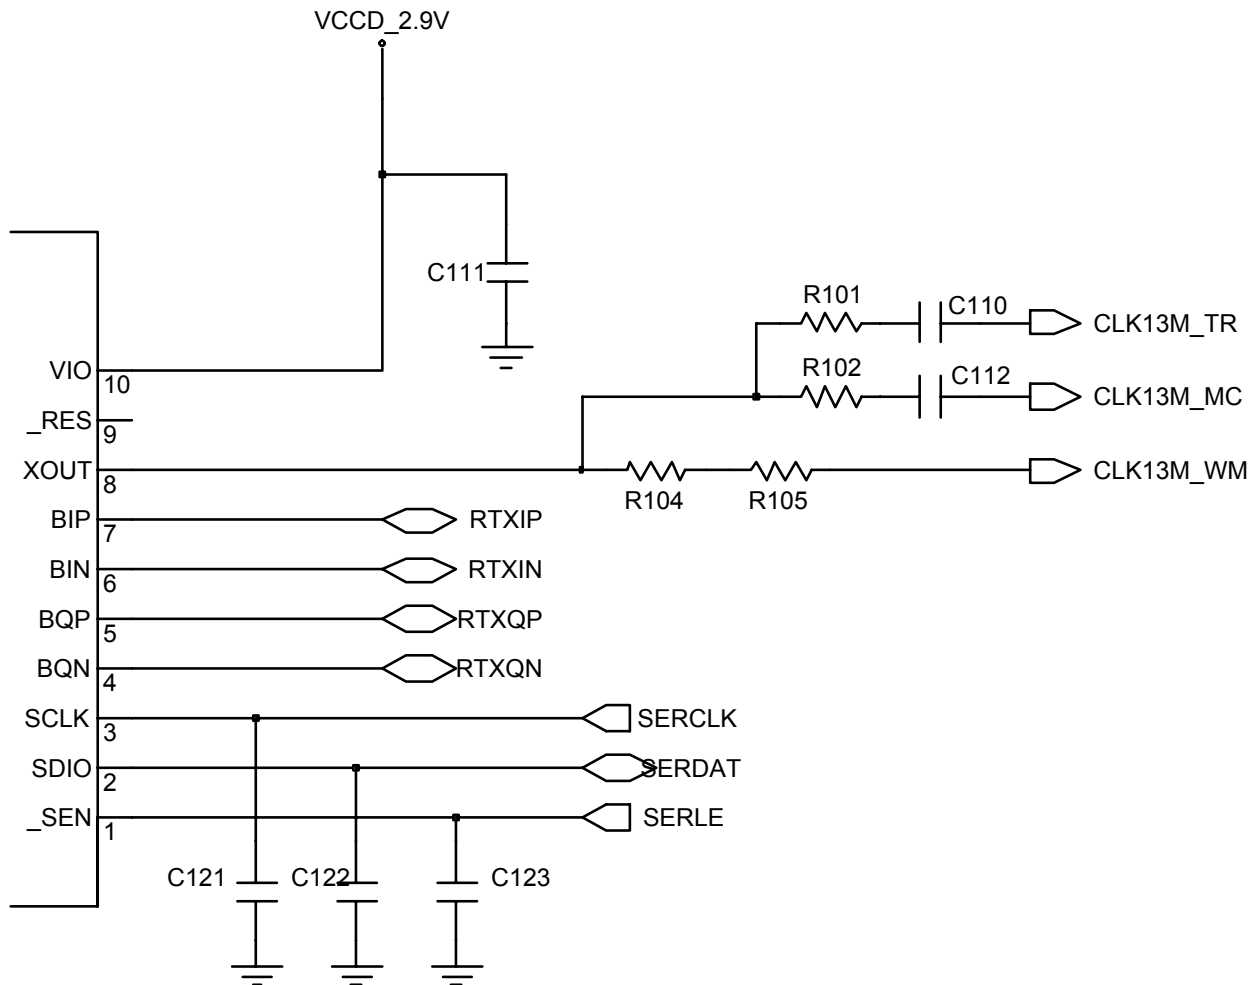 VCCD_2.9V
C111
R101
C110
CLK13M_TR
VIO
10
R102
C112
CLK13M_MC
_RES
9
XOUT
8
R104
R105
CLK13M_WM
BIP
7
RTXIP
BIN
6
RTXIN
BQP
5
RTXQP
BQN
4
RTXQN
SCLK
3
SERCLK
SDIO
2
SERDAT
_SEN
1
SERLE
C121
C122
C123